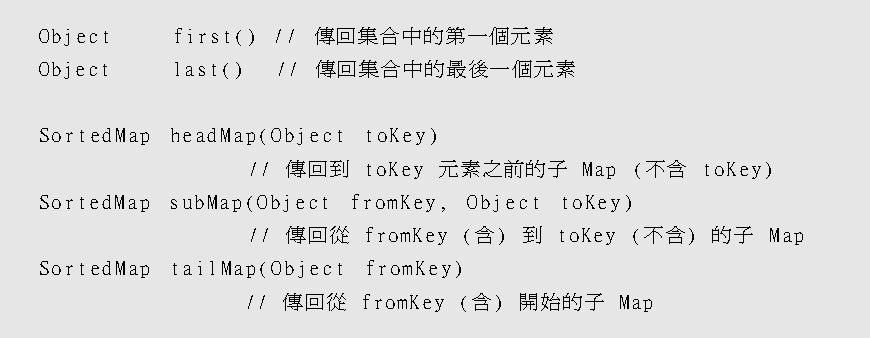 Object first() // 傳回集合中的第一個元素
Object last() // 傳回集合中的最後一個元素
SortedMap headMap(Object toKey)
// 傳回到 toKey 元素之前的子 Map (不含 toKey)
SortedMap subMap(Object fromKey, Object toKey)
// 傳回從 fromKey (含) 到 toKey (不含) 的子 Map
SortedMap tailMap(Object fromKey)
// 傳回從 fromKey (含) 開始的子 Map